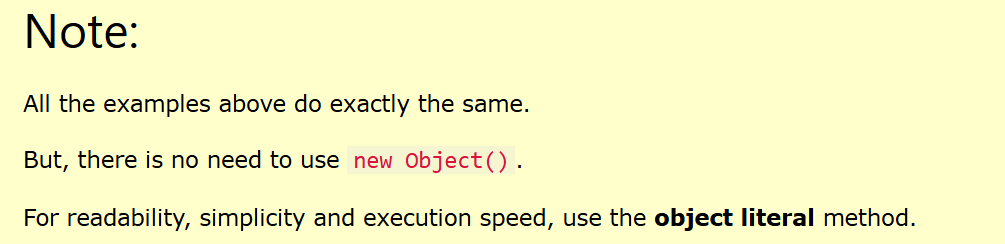 Note:
All the examples above do exactly the same.
But, there is no need to use new Object().
For readability, simplicity and execution speed, use the object literal method.